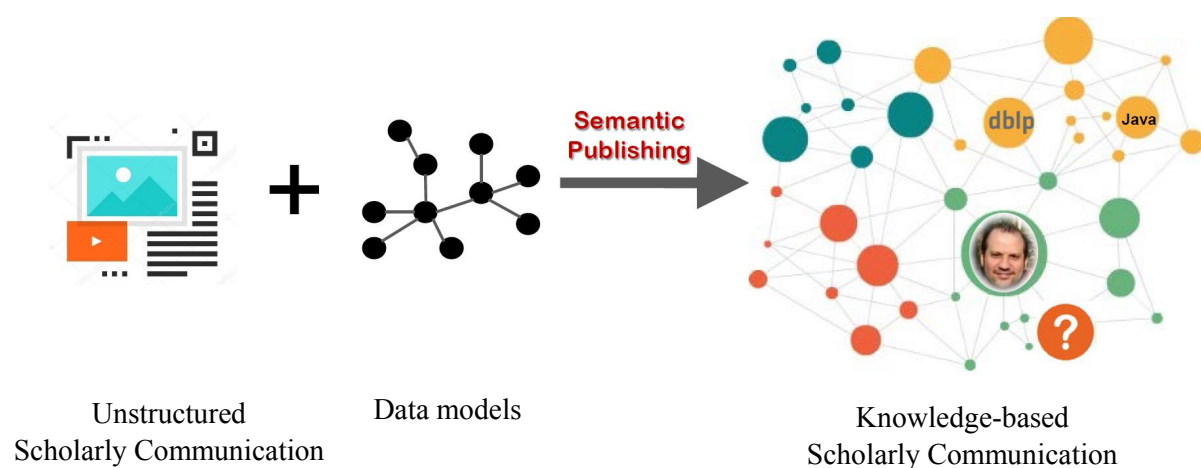 Semantic
Publishing
dblp
Java
?
Unstructured
Scholarly Communication
Data models
Knowledge-based
Scholarly Communication